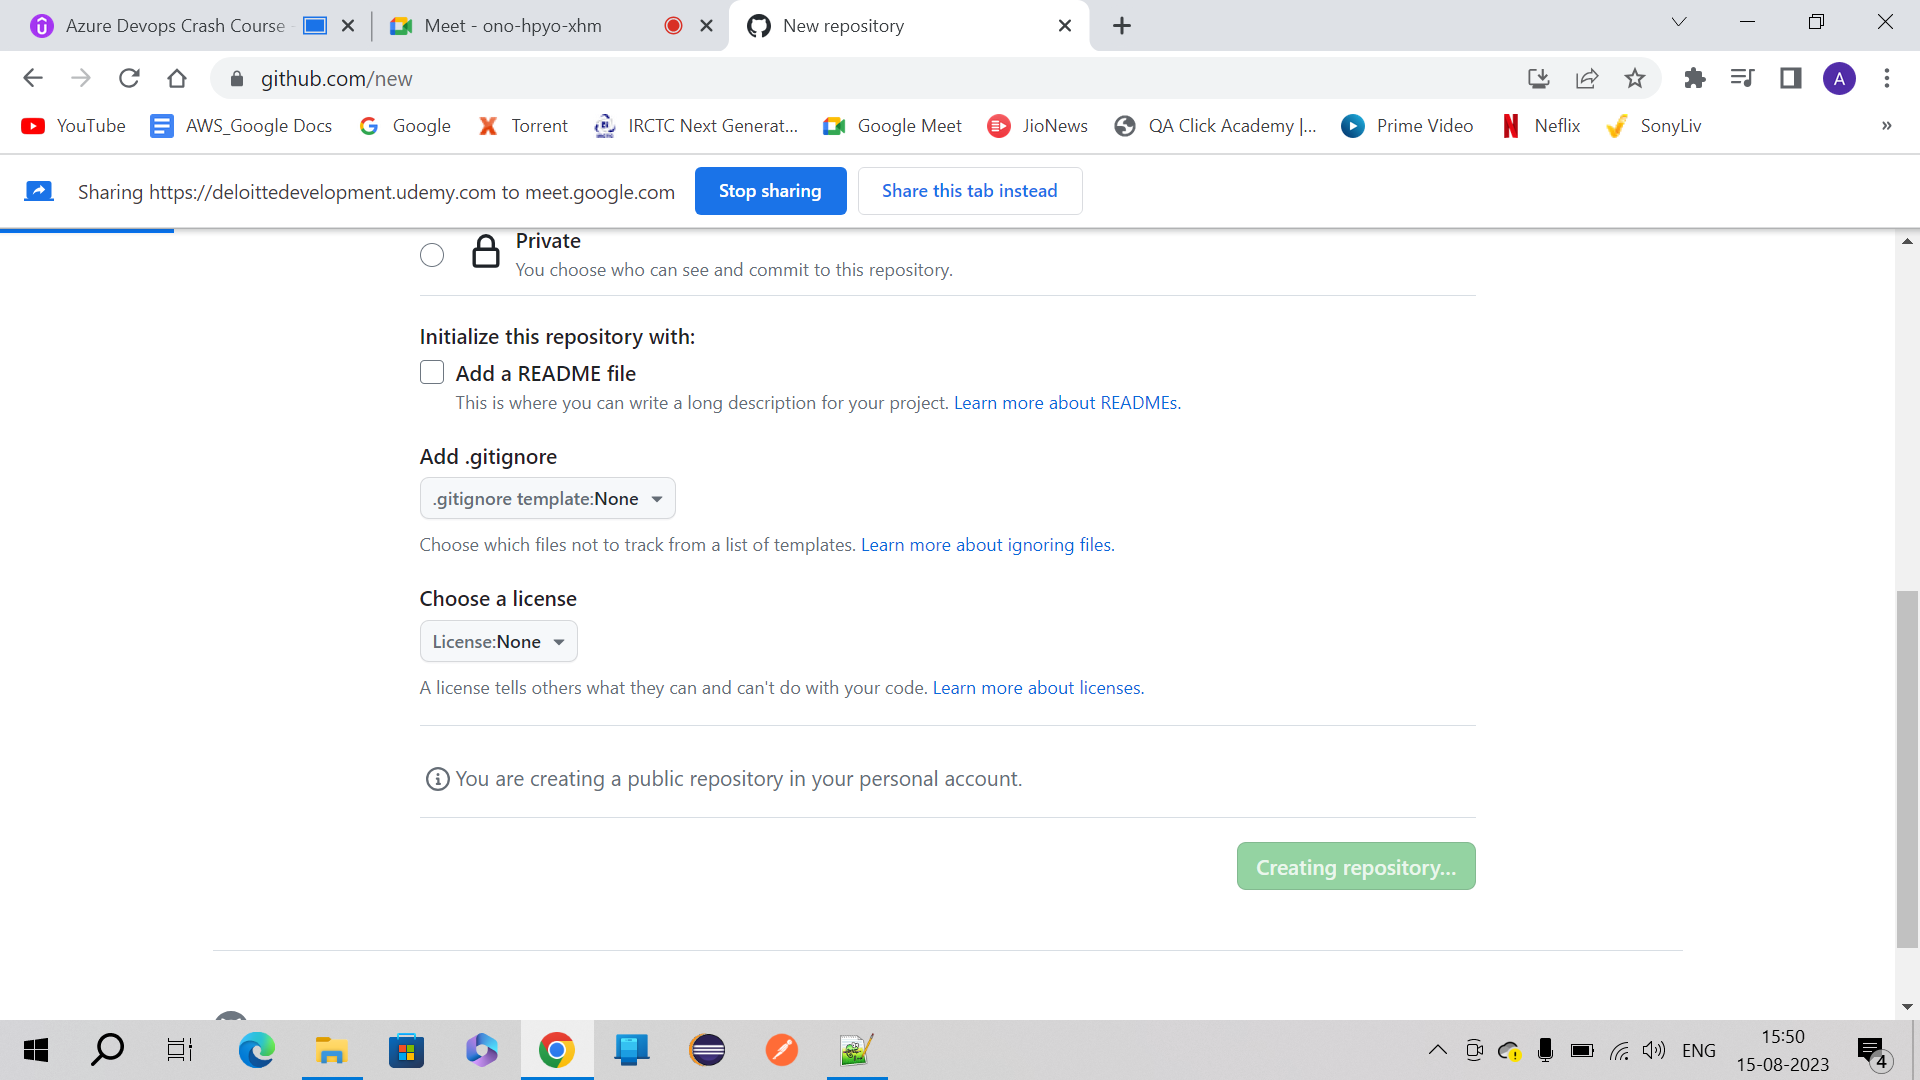 Azure Devops Crash Course
Meet - ono-hpyo-xhm
New repository
github.com/new
A
YouTube
AWS_Google Docs
Google
Torrent
IRCTC Next Generat...
Google Meet
JioNews
QA Click Academy |...
Prime Video
Neflix
SonyLiv
»
Sharing https://deloittedevelopment.udemy.com to meet.google.com
Stop sharing
Share this tab instead
Private
You choose who can see and commit to this repository.
Initialize this repository with:
Add a README file
This is where you can write a long description for your project. Learn more about READMEs.
Add .gitignore
.gitignore template:None
Choose which files not to track from a list of templates. Learn more about ignoring files.
Choose a license
License:None
A license tells others what they can and can't do with your code. Learn more about licenses.
You are creating a public repository in your personal account.
Creating repository...
ENG
15:50
15-08-2023
4